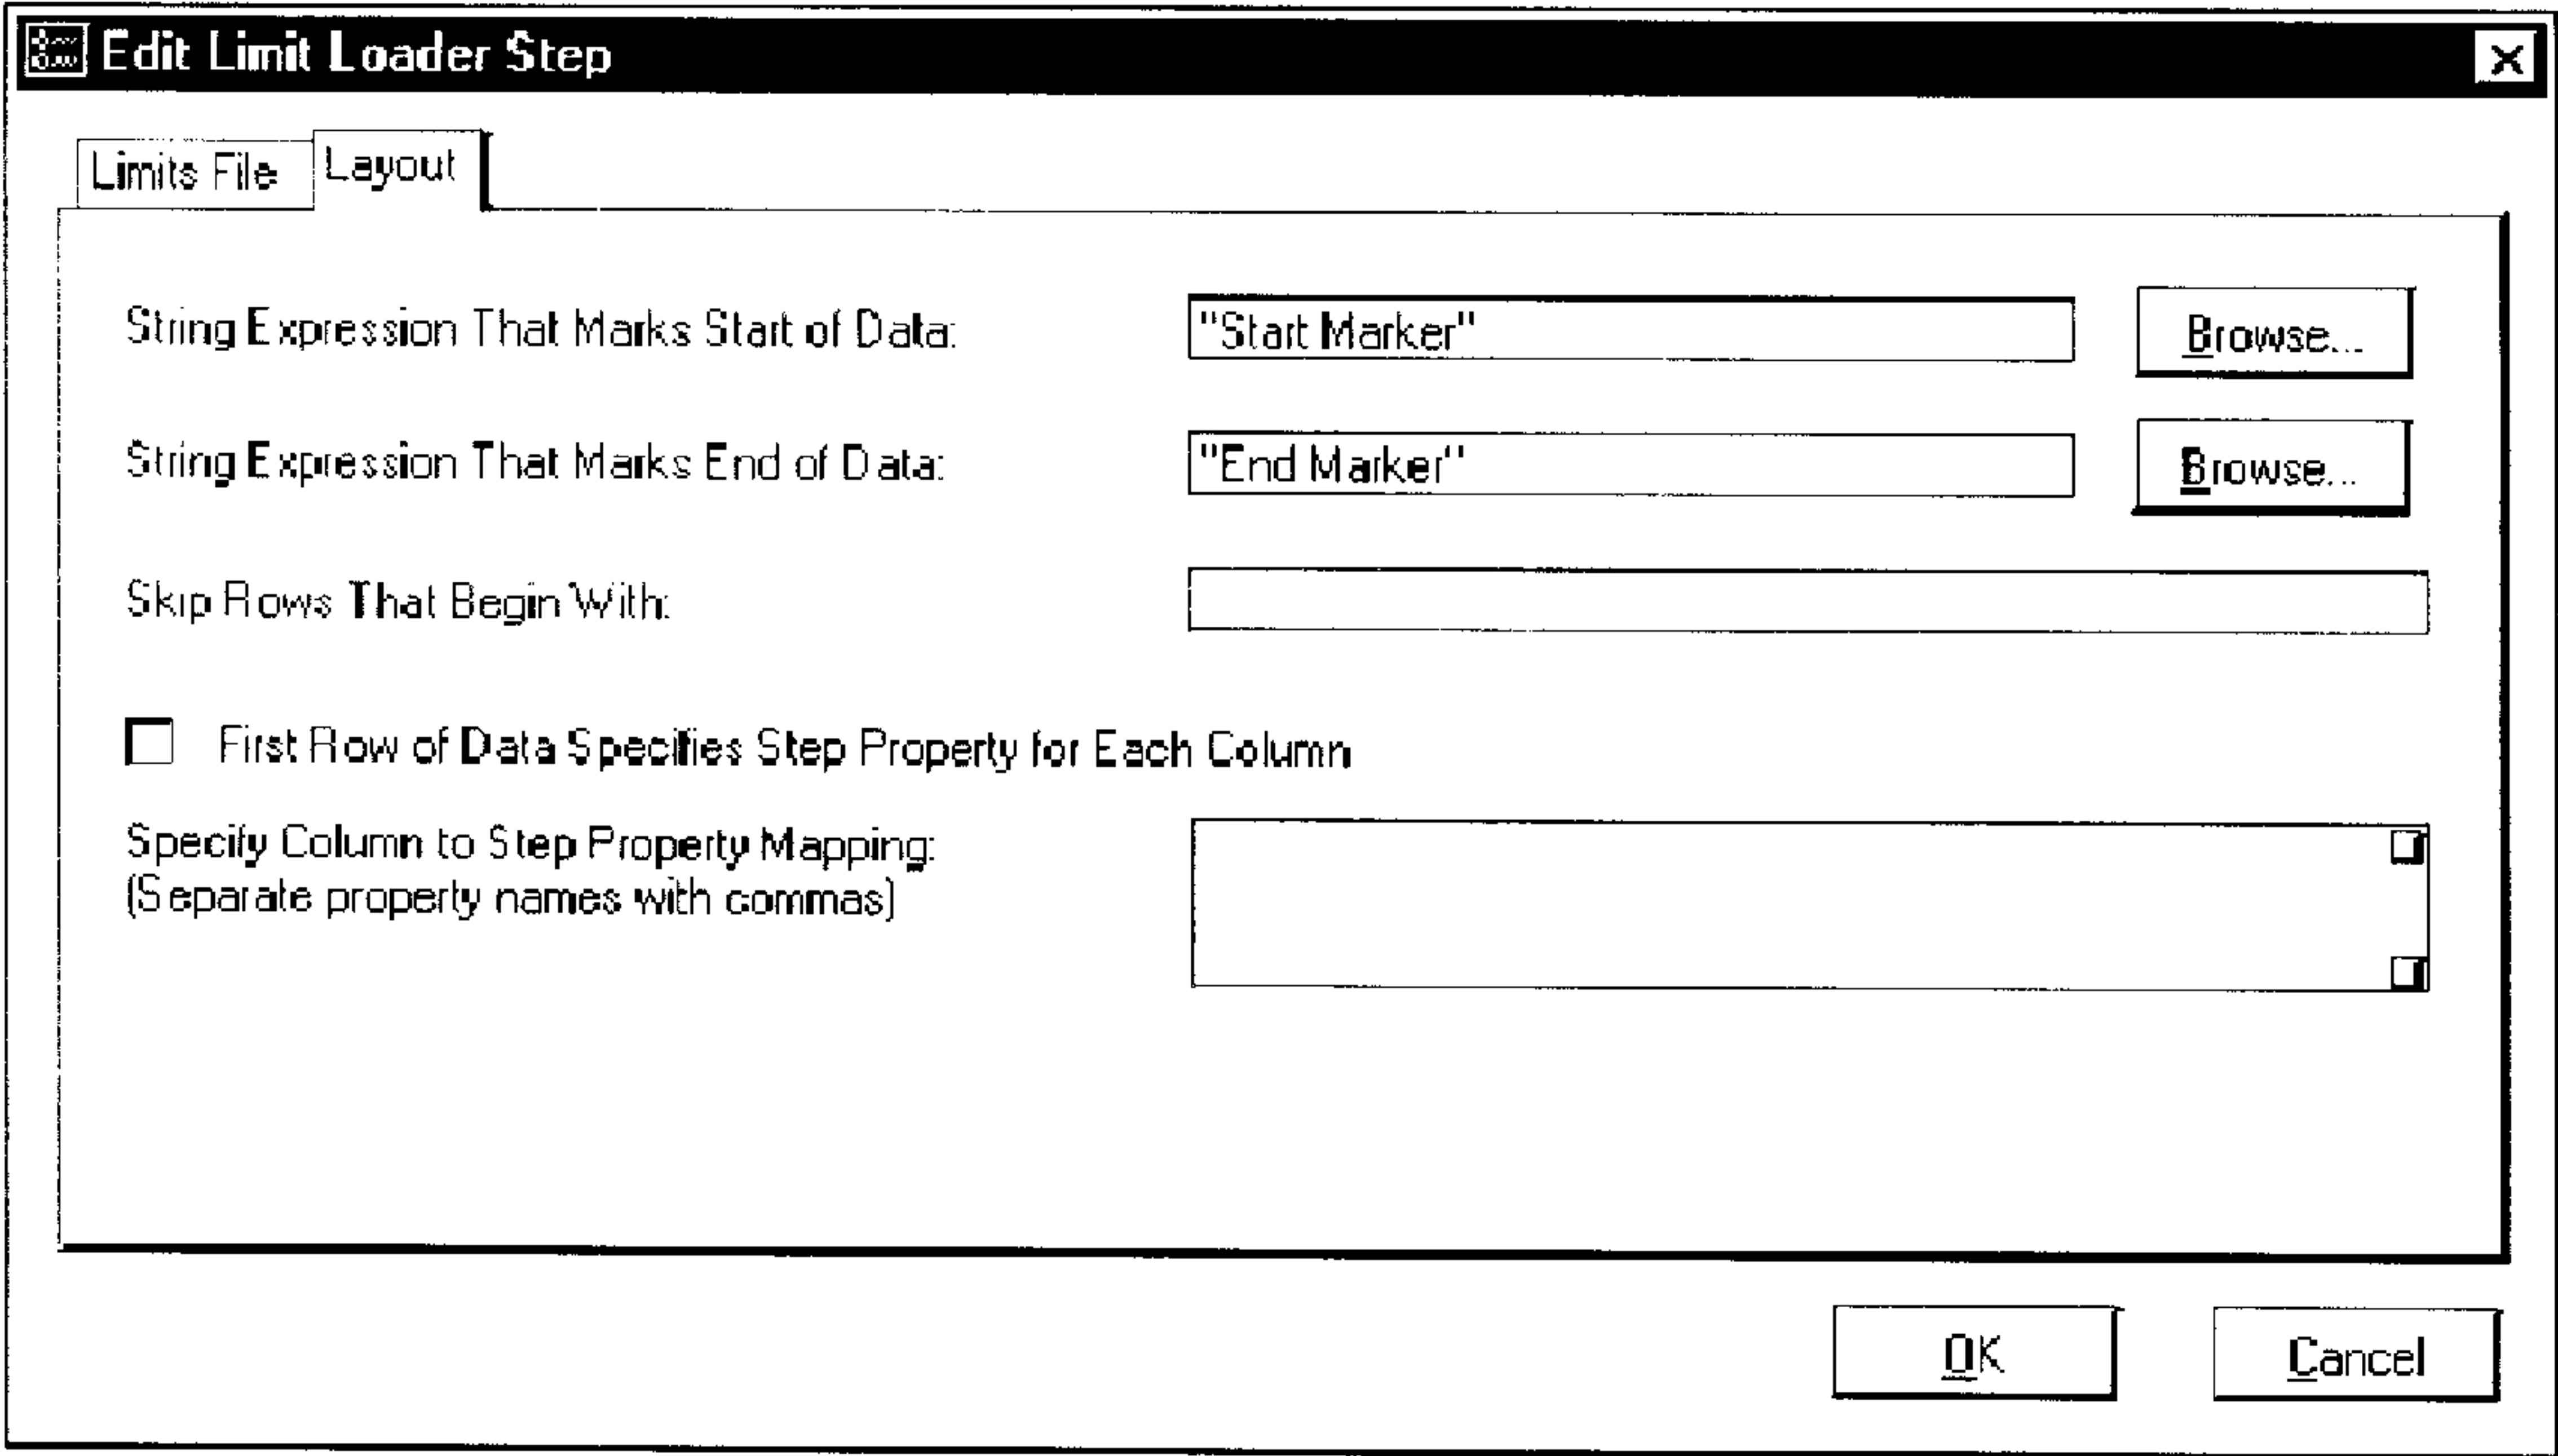 Edit Limit Loader Step
Limits File Layout
String Expression That Marks Start of Data: "Start Marker" Browse...
String Expression That Marks End of Data: "End Marker" Browse...
Skip Rows That Begin With:
First Row of Data Specifies Step Property for Each Column
Specify Column to Step Property Mapping:
(Separate property names with commas)
OK Cancel